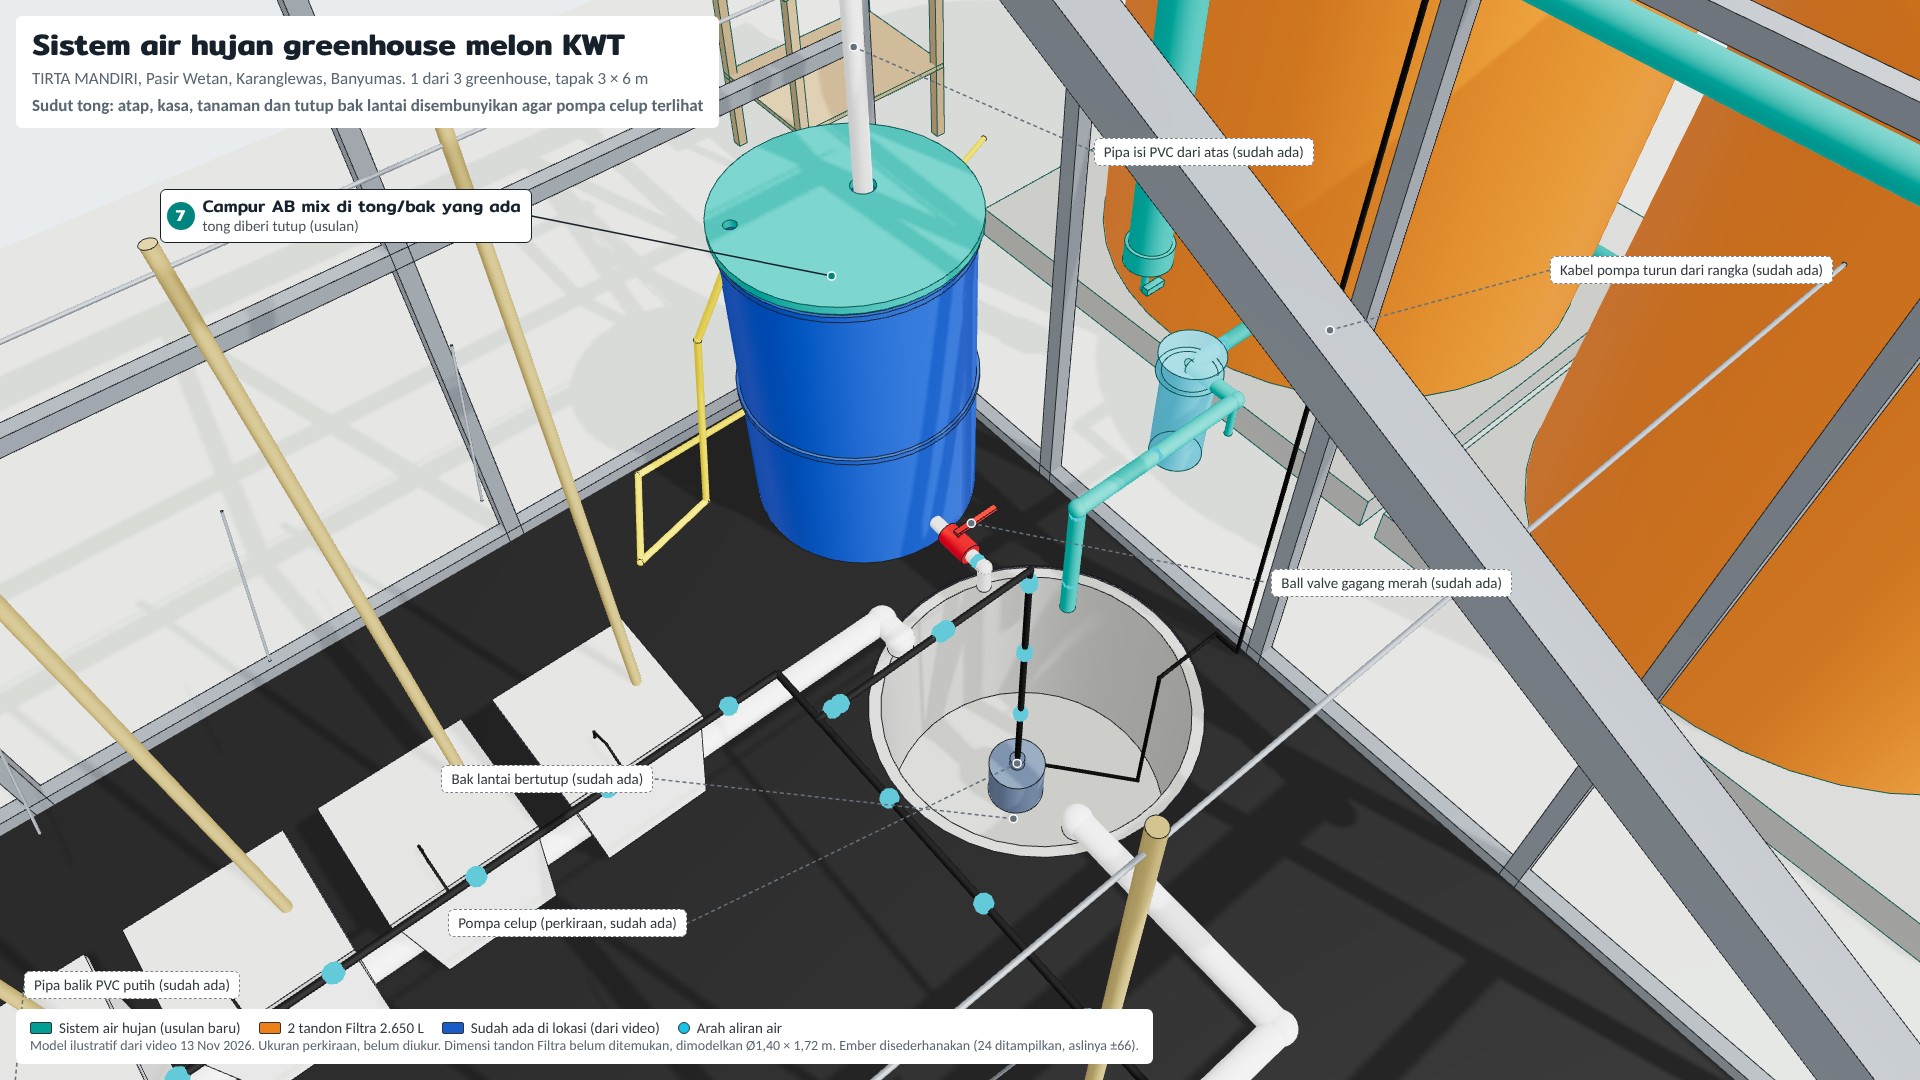 Sistem air hujan greenhouse melon KWT
TIRTA MANDIRI, Pasir Wetan, Karanglewas, Banyumas. 1 dari 3 greenhouse, tapak 3 × 6 m
Sudut tong: atap, kasa, tanaman dan tutup bak lantai disembunyikan agar pompa celup terlihat
Pipa isi PVC dari atas (sudah ada)
7 Campur AB mix di tong/bak yang ada
tong diberi tutup (usulan)
Kabel pompa turun dari rangka (sudah ada)
Ball valve gagang merah (sudah ada)
Bak lantai bertutup (sudah ada)
Pompa celup (perkiraan, sudah ada)
Pipa balik PVC putih (sudah ada)
Sistem air hujan (usulan baru) 2 tandon Filtra 2.650 L Sudah ada di lokasi (dari video) Arah aliran air
Model ilustratif dari video 13 Nov 2026. Ukuran perkiraan, belum diukur. Dimensi tandon Filtra belum ditemukan, dimodelkan Ø1,40 × 1,72 m. Ember disederhanakan (24 ditampilkan, aslinya ±66).